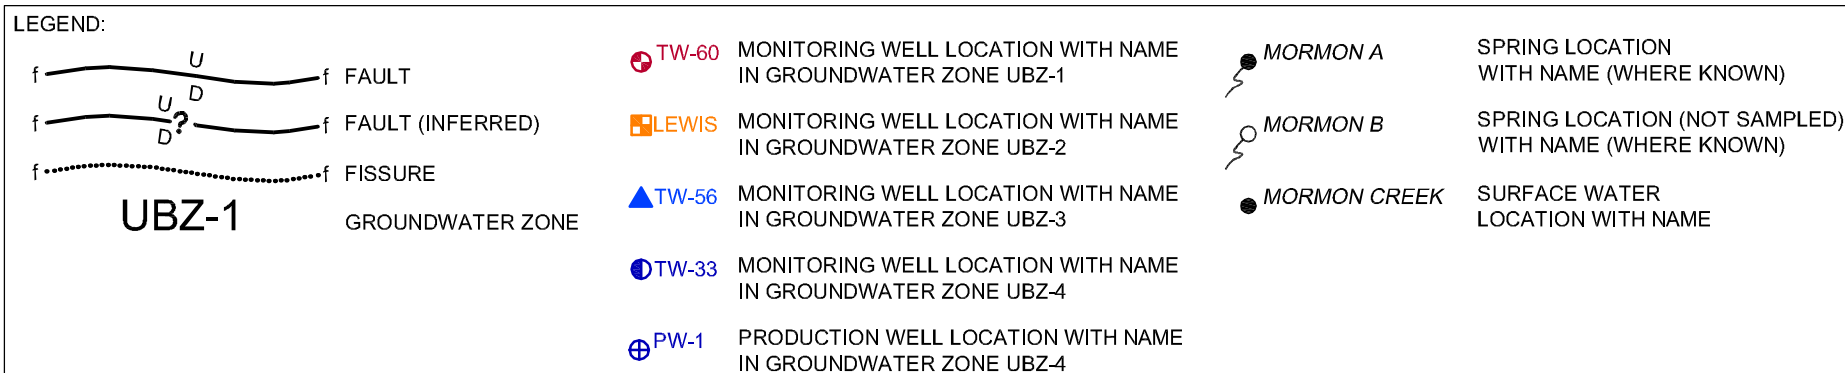 LEGEND:
f U D f FAULT
f U ? D f FAULT (INFERRED)
f f FISSURE
UBZ-1 GROUNDWATER ZONE
TW-60 MONITORING WELL LOCATION WITH NAME
IN GROUNDWATER ZONE UBZ-1
LEWIS MONITORING WELL LOCATION WITH NAME
IN GROUNDWATER ZONE UBZ-2
TW-56 MONITORING WELL LOCATION WITH NAME
IN GROUNDWATER ZONE UBZ-3
TW-33 MONITORING WELL LOCATION WITH NAME
IN GROUNDWATER ZONE UBZ-4
PW-1 PRODUCTION WELL LOCATION WITH NAME
IN GROUNDWATER ZONE UBZ-4
MORMON A SPRING LOCATION
WITH NAME (WHERE KNOWN)
MORMON B SPRING LOCATION (NOT SAMPLED)
WITH NAME (WHERE KNOWN)
MORMON CREEK SURFACE WATER
LOCATION WITH NAME